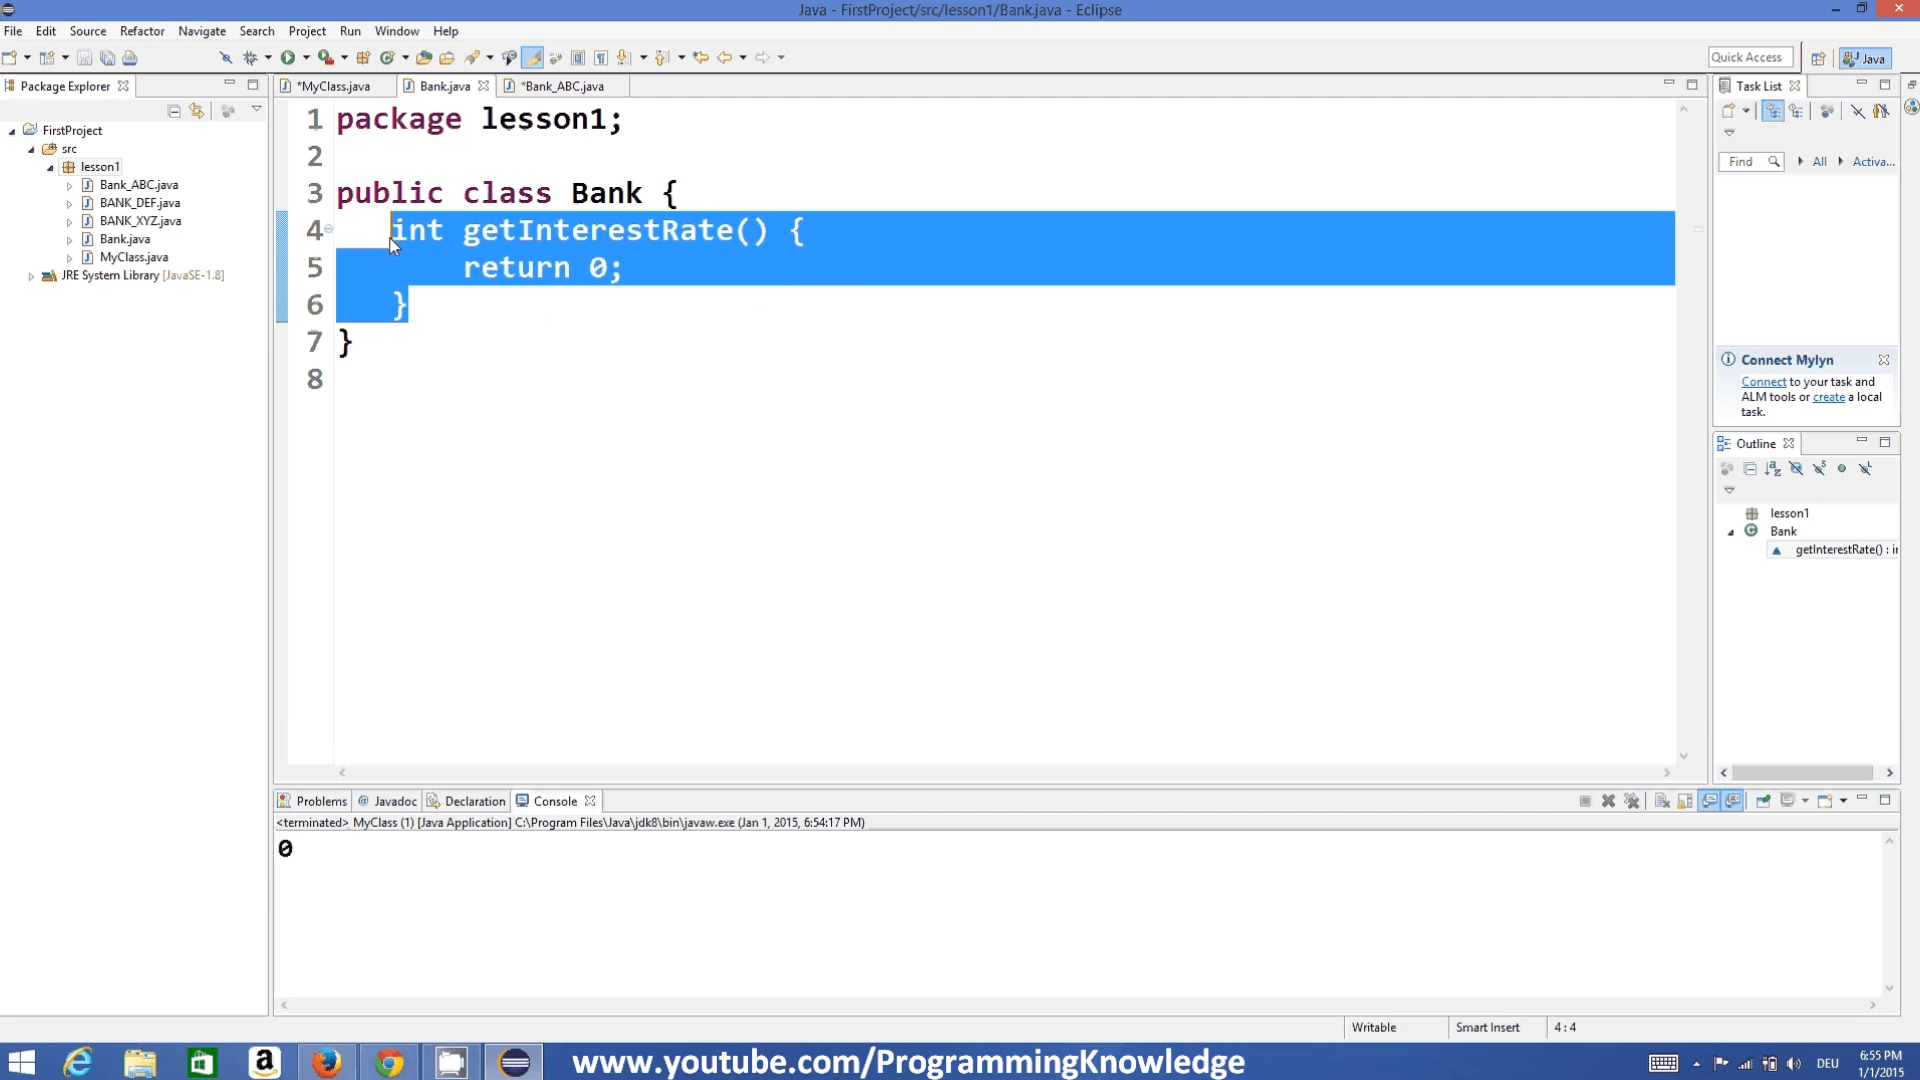 Java - FirstProject/src/lesson1/Bank.java - Eclipse
File Edit Source Refactor Navigate Search Project Run Window Help
Quick Access
Java
Package Explorer
*MyClass.java
Bank.java
*Bank_ABC.java
Task List
FirstProject
src
lesson1
Bank_ABC.java
BANK_DEF.java
BANK_XYZ.java
Bank.java
MyClass.java
JRE System Library [JavaSE-1.8]
1 package lesson1;
2
3 public class Bank {
4 int getInterestRate() {
5 return 0;
6 }
7 }
8
Find All Activa...
Connect Mylyn
Connect to your task and
ALM tools or create a local
task.
Outline
lesson1
Bank
getInterestRate() : in
Problems @ Javadoc Declaration Console
<terminated> MyClass (1) [Java Application] C:\Program Files\Java\jdk8\bin\javaw.exe (Jan 1, 2015, 6:54:17 PM)
0
Writable Smart Insert 4 : 4
www.youtube.com/ProgrammingKnowledge
DEU
6:55 PM
1/1/2015